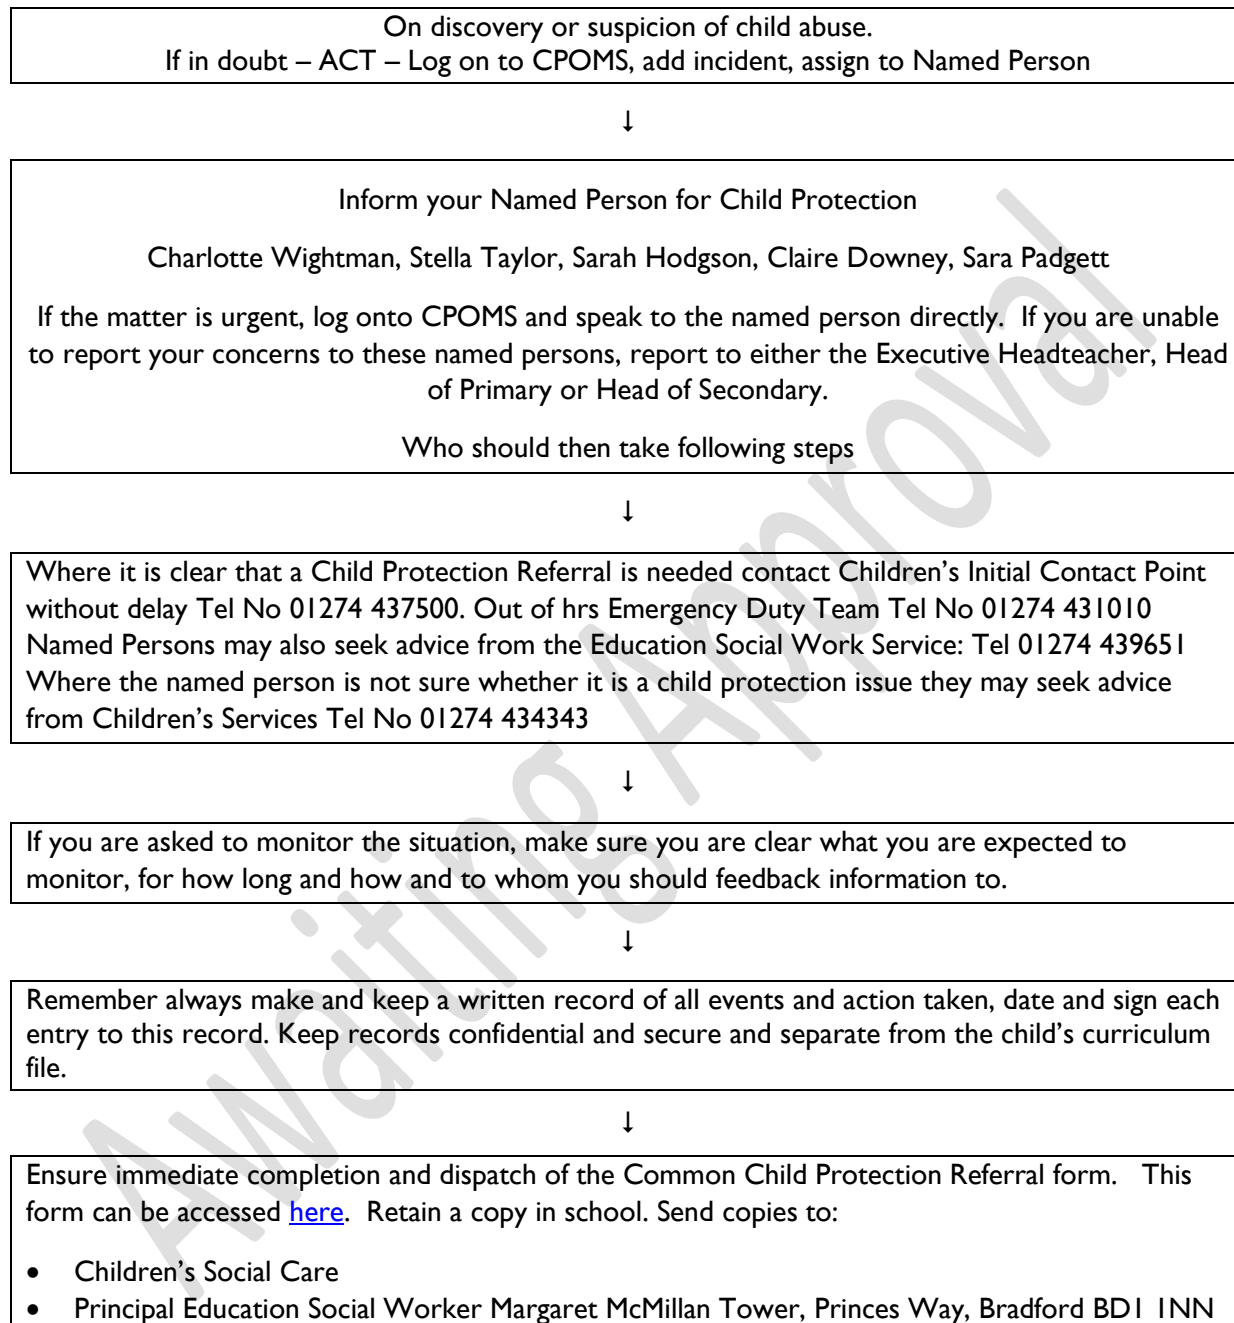 On discovery or suspicion of child abuse.
If in doubt – ACT – Log on to CPOMS, add incident, assign to Named Person
↓
Inform your Named Person for Child Protection
Charlotte Wightman, Stella Taylor, Sarah Hodgson, Claire Downey, Sara Padgett
If the matter is urgent, log onto CPOMS and speak to the named person directly.  If you are unable
to report your concerns to these named persons, report to either the Executive Headteacher, Head
of Primary or Head of Secondary.
Who should then take following steps
↓
Where it is clear that a Child Protection Referral is needed contact Children's Initial Contact Point
without delay Tel No 01274 437500. Out of hrs Emergency Duty Team Tel No 01274 431010
Named Persons may also seek advice from the Education Social Work Service: Tel 01274 439651
Where the named person is not sure whether it is a child protection issue they may seek advice
from Children's Services Tel No 01274 434343
↓
If you are asked to monitor the situation, make sure you are clear what you are expected to
monitor, for how long and how and to whom you should feedback information to.
↓
Remember always make and keep a written record of all events and action taken, date and sign each
entry to this record. Keep records confidential and secure and separate from the child's curriculum
file.
↓
Ensure immediate completion and dispatch of the Common Child Protection Referral form.   This
form can be accessed here.  Retain a copy in school. Send copies to:
• Children's Social Care
• Principal Education Social Worker Margaret McMillan Tower, Princes Way, Bradford BD1 1NN
Awaiting Approval